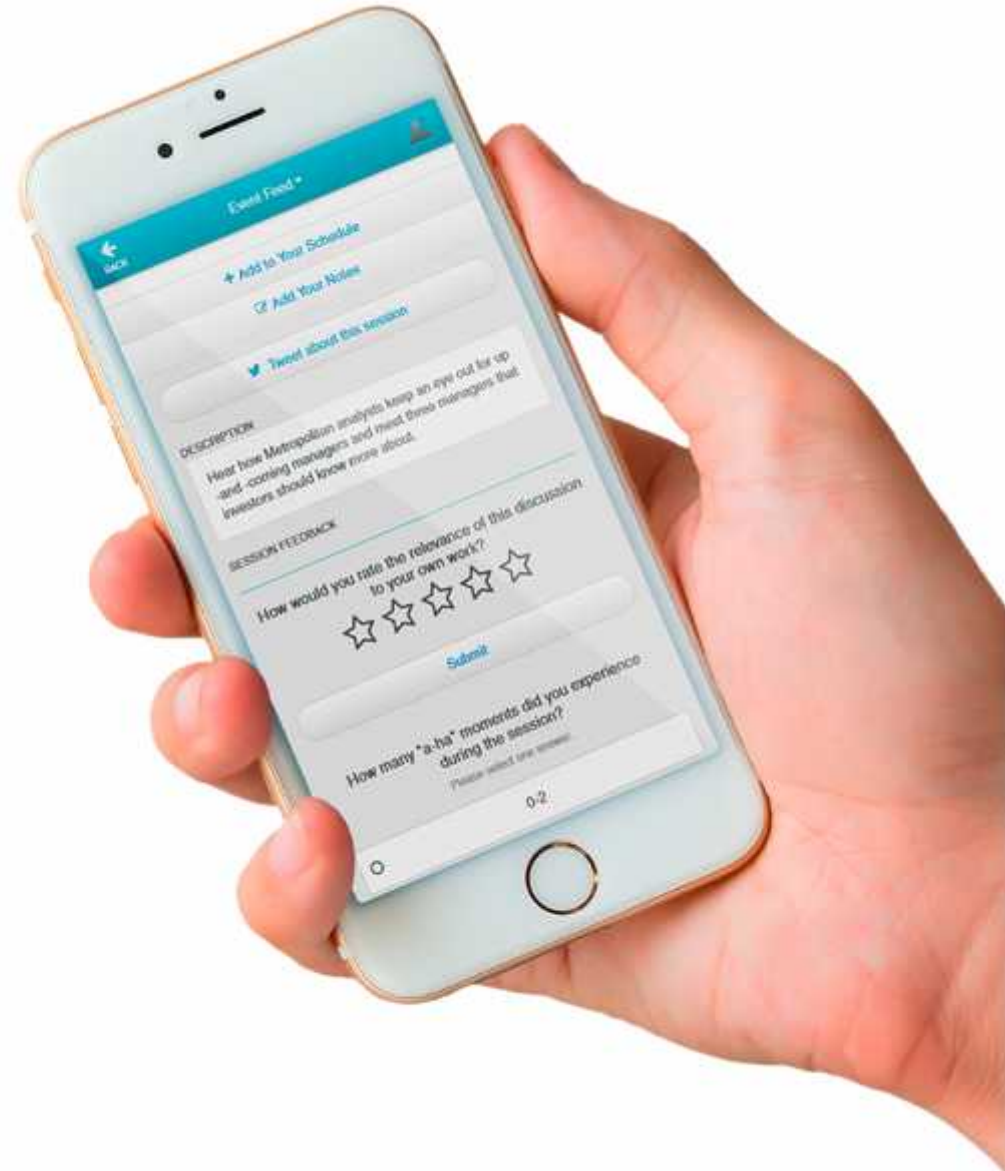 Event Feed
BACK
+ Add to Your Schedule
Add Your Notes
Tweet about this session
DESCRIPTION
Hear how Metropolitan analysts keep an eye out for up
-and -coming managers and meet three managers that
investors should know more about.
SESSION FEEDBACK
How would you rate the relevance of this discussion
to your own work?
Submit
How many "a-ha" moments did you experience
during the session?
Please select one answer
0-2